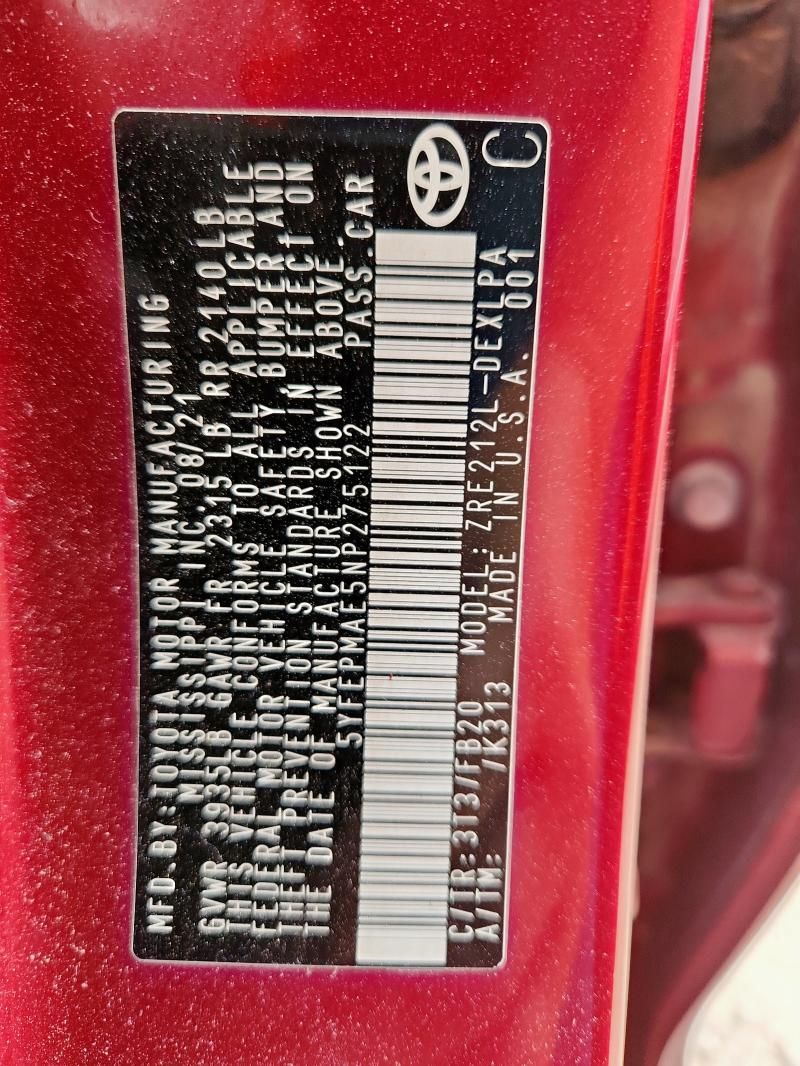 MFD.BY:TOYOTA MOTOR MANUFACTURING
MISSISSIPPI INC. 08/21
GVWR 3935LB GAWR FR 2315 LB RR 2140LB
THIS VEHICLE CONFORMS TO ALL APPLICABLE
FEDERAL MOTOR VEHICLE SAFETY BUMPER AND
THEFT PREVENTION STANDARDS IN EFFECT ON
THE DATE OF MANUFACTURE SHOWN ABOVE.
5YFEPMAE5NP275122 PASS.CAR
C/TR:3T3/FB20 MODEL:ZRE212L-DEXLPA
A/TM: /K313 MADE IN U.S.A. 001
C